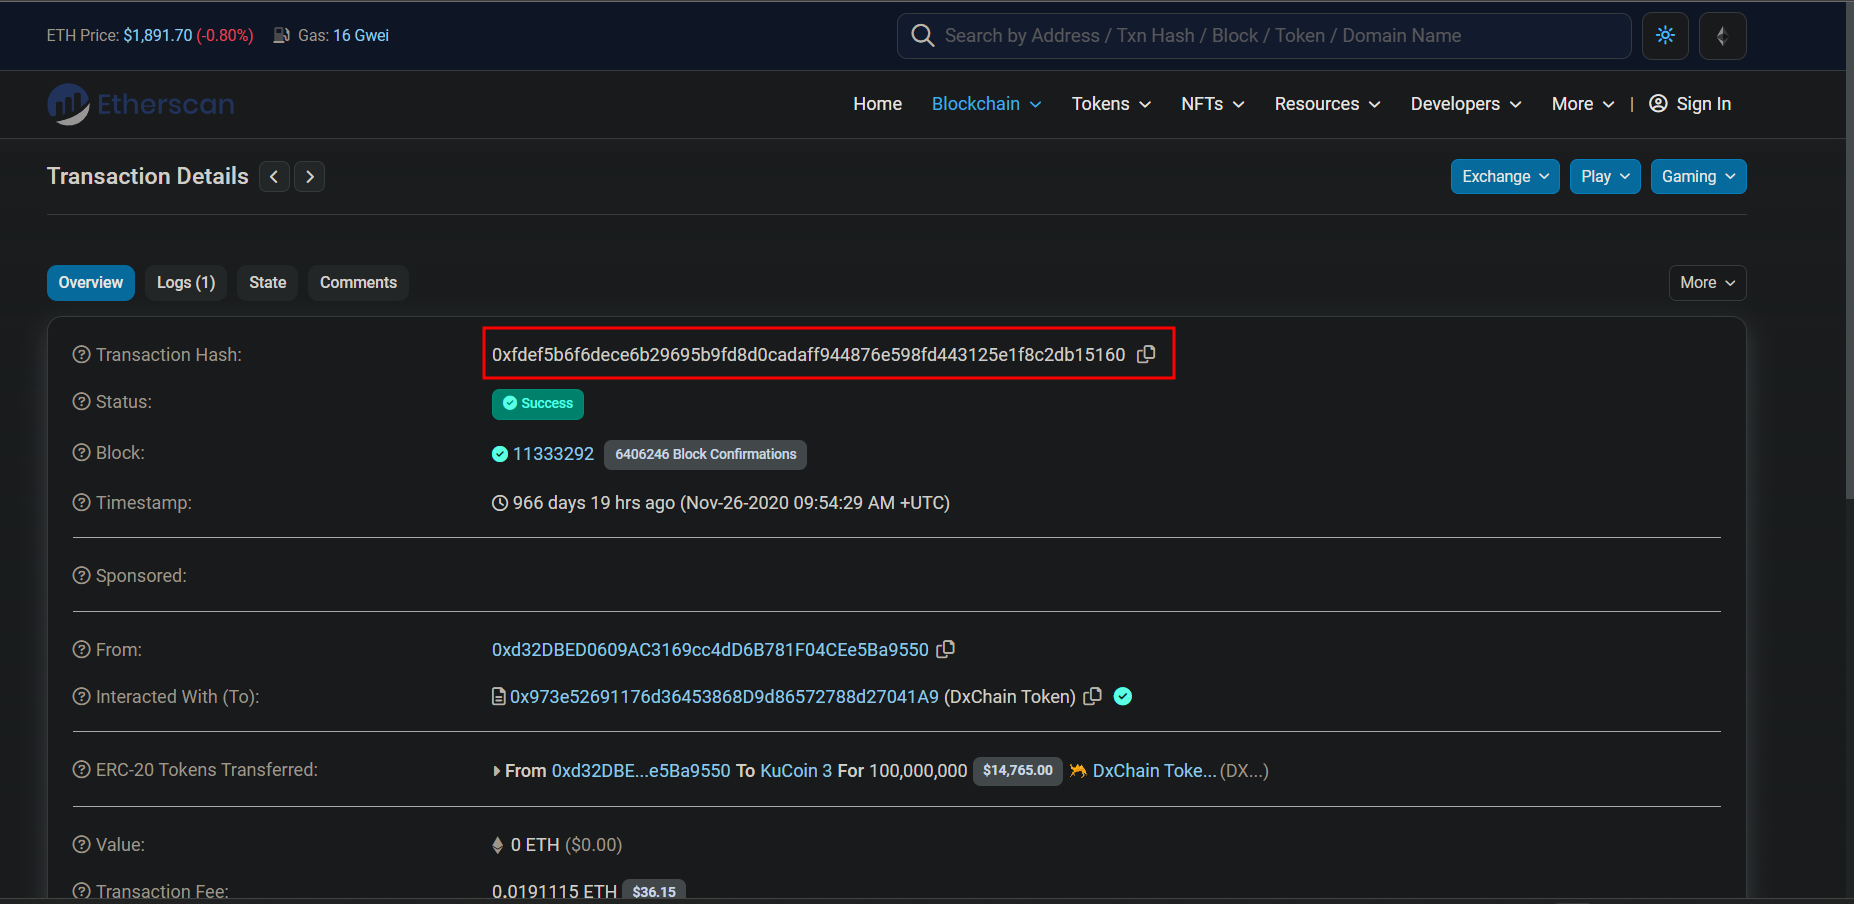 ETH Price: $1,891.70 (-0.80%) Gas: 16 Gwei
Search by Address / Txn Hash / Block / Token / Domain Name
Etherscan
Home Blockchain Tokens NFTs Resources Developers More | Sign In
Transaction Details
Exchange Play Gaming
Overview Logs (1) State Comments More
Transaction Hash: 0xfdef5b6f6dece6b29695b9fd8d0cadaff944876e598fd443125e1f8c2db15160
Status: Success
Block: 11333292 6406246 Block Confirmations
Timestamp: 966 days 19 hrs ago (Nov-26-2020 09:54:29 AM +UTC)
Sponsored:
From: 0xd32DBED0609AC3169cc4dD6B781F04CEe5Ba9550
Interacted With (To): 0x973e52691176d36453868D9d86572788d27041A9 (DxChain Token)
ERC-20 Tokens Transferred: From 0xd32DBE...e5Ba9550 To KuCoin 3 For 100,000,000 $14,765.00 DxChain Toke... (DX...)
Value: 0 ETH ($0.00)
Transaction Fee: 0.0191115 ETH $36.15